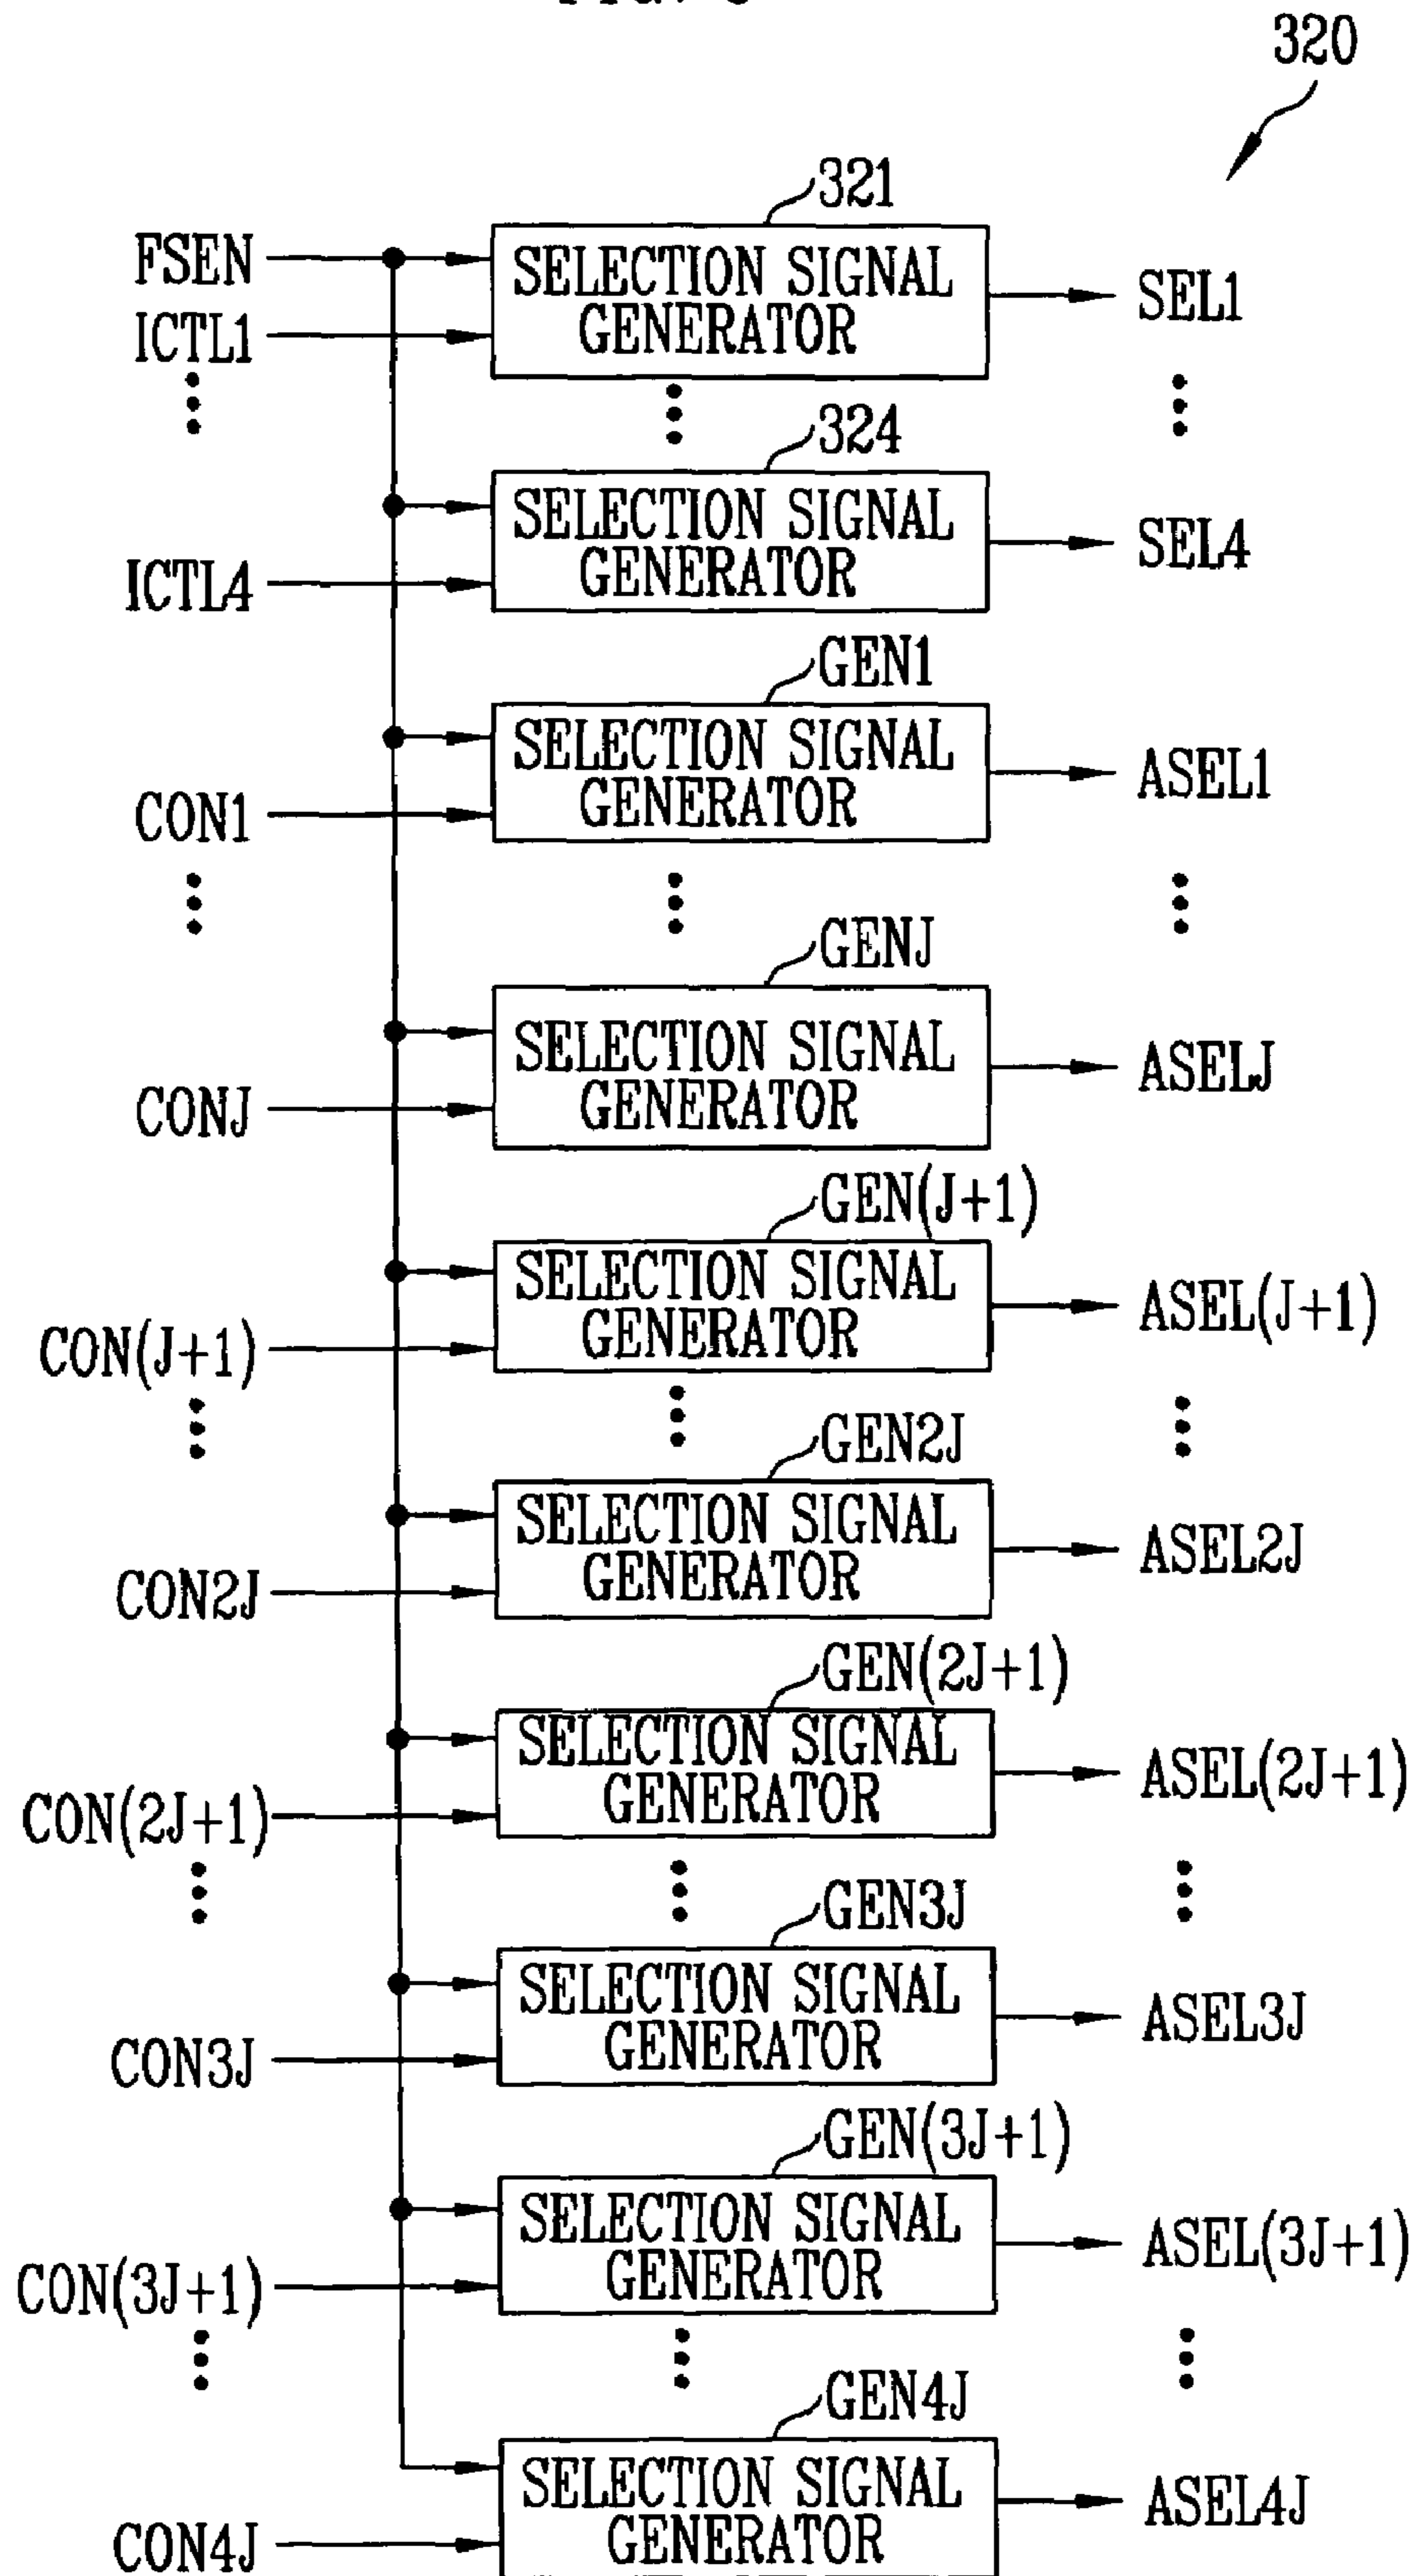 320
321
FSEN
SELECTION SIGNAL
GENERATOR
SEL1
ICTL1
324
SELECTION SIGNAL
GENERATOR
SEL4
ICTL4
GEN1
SELECTION SIGNAL
GENERATOR
ASEL1
CON1
GENJ
SELECTION SIGNAL
GENERATOR
ASELJ
CONJ
GEN(J+1)
SELECTION SIGNAL
GENERATOR
ASEL(J+1)
CON(J+1)
GEN2J
SELECTION SIGNAL
GENERATOR
ASEL2J
CON2J
GEN(2J+1)
SELECTION SIGNAL
GENERATOR
ASEL(2J+1)
CON(2J+1)
GEN3J
SELECTION SIGNAL
GENERATOR
ASEL3J
CON3J
GEN(3J+1)
SELECTION SIGNAL
GENERATOR
ASEL(3J+1)
CON(3J+1)
GEN4J
SELECTION SIGNAL
GENERATOR
ASEL4J
CON4J